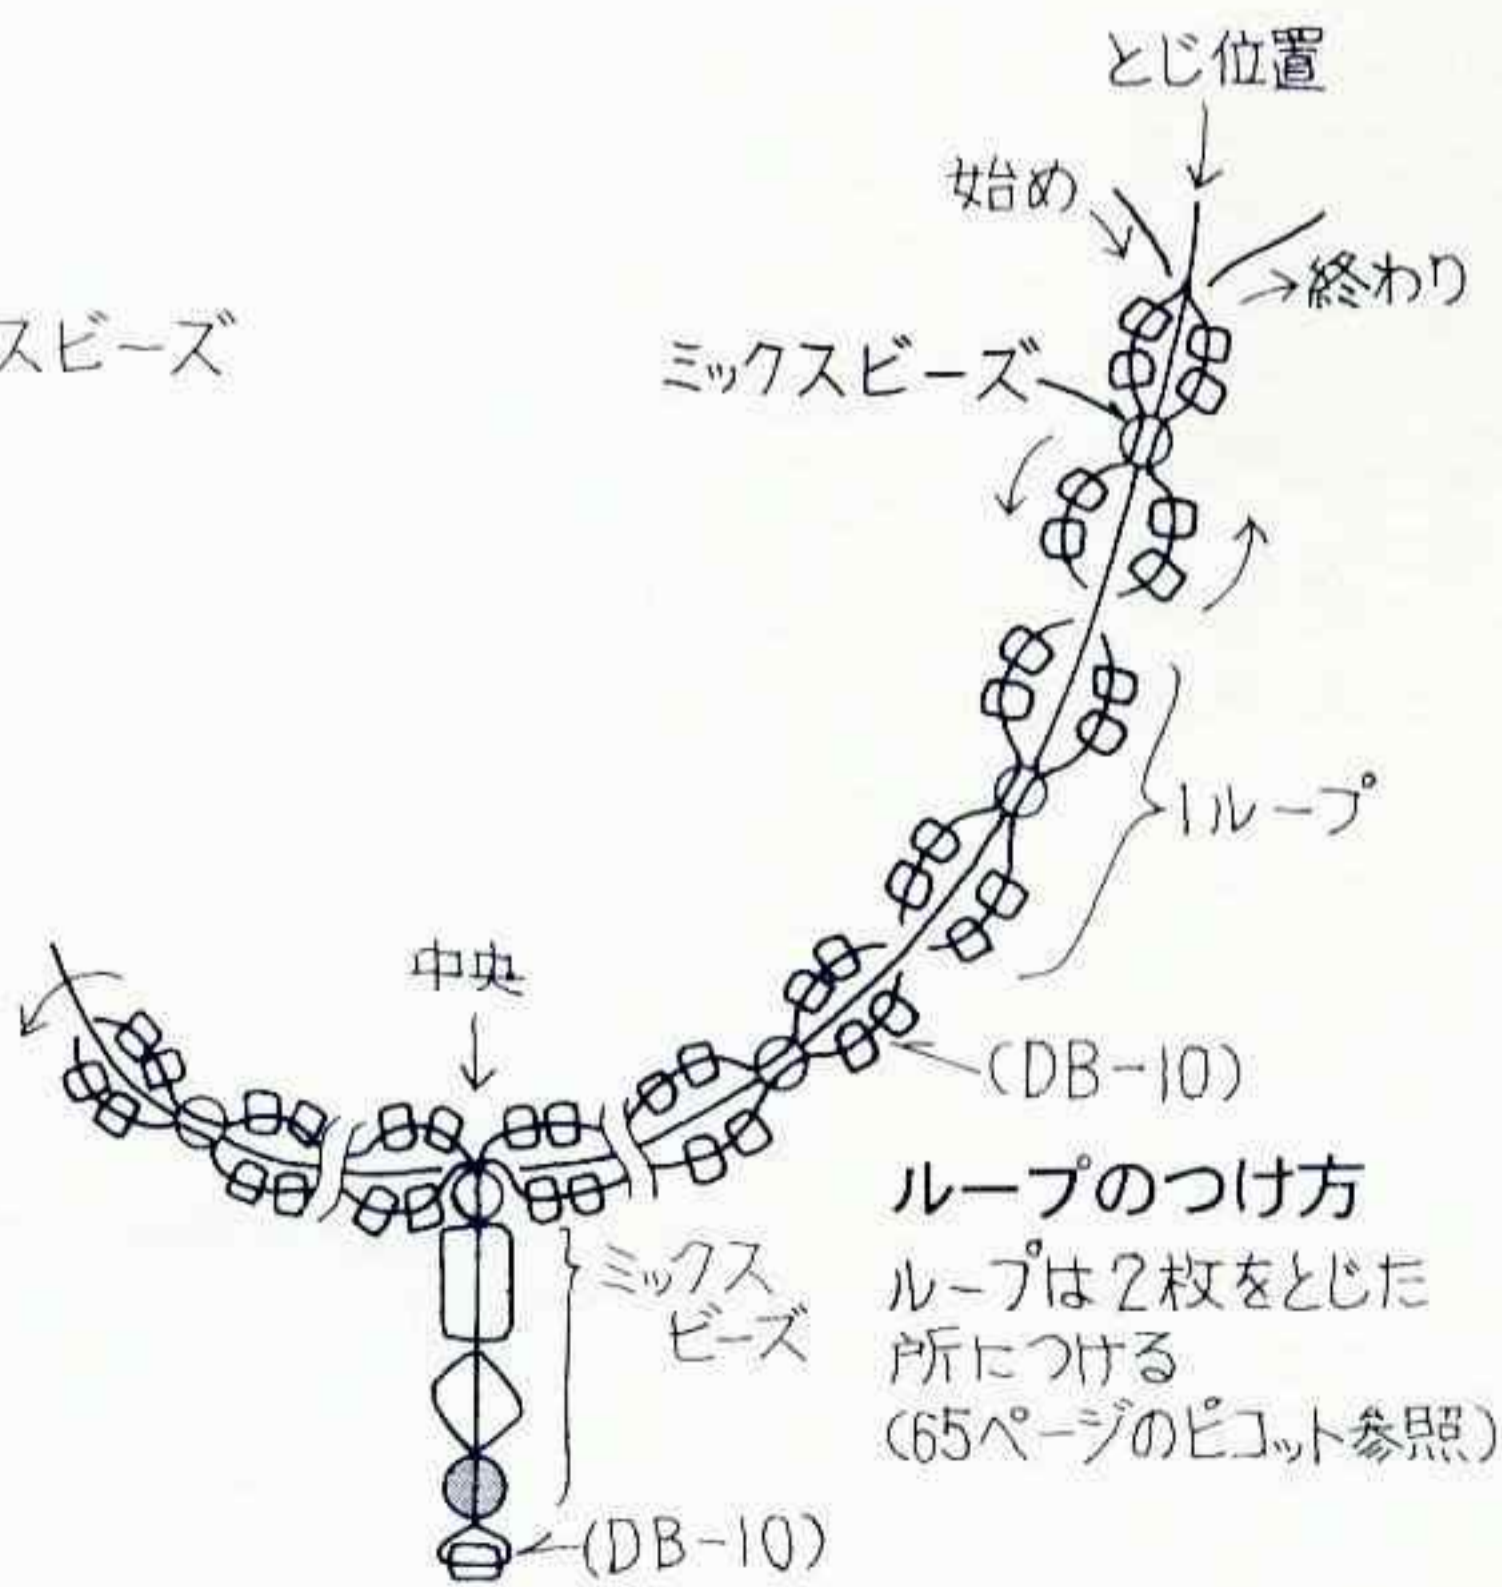 とじ位置
始め
終わり
スビーズ
ミックスビーズ
1ループ
中央
(DB-10)
ループのつけ方
ループは2枚をとじた
所につける
(65ページのピコット参照)
ミックス
ビーズ
(DB-10)